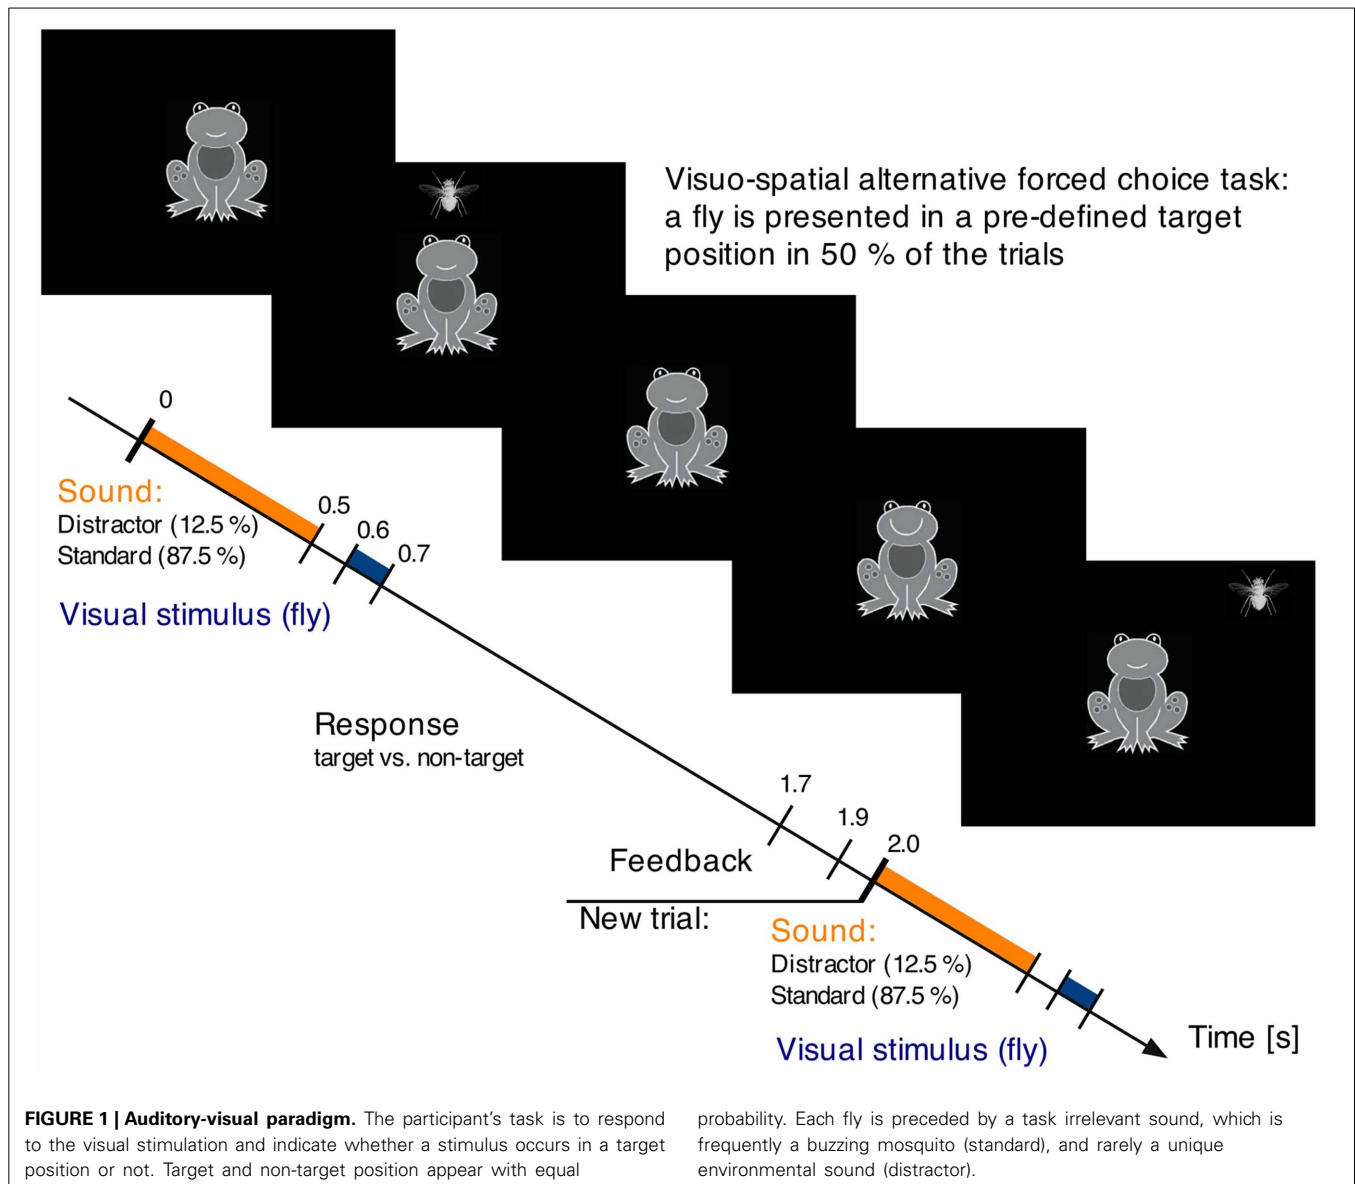 Visuo-spatial alternative forced choice task:
a fly is presented in a pre-defined target
position in 50 % of the trials
0
Sound:
Distractor (12.5 %)
Standard (87.5 %)
0.5
0.6
0.7
Visual stimulus (fly)
Response
target vs. non-target
1.7
1.9
2.0
Feedback
New trial:
Sound:
Distractor (12.5 %)
Standard (87.5 %)
Visual stimulus (fly)
Time [s]
FIGURE 1 | Auditory-visual paradigm. The participant's task is to respond
to the visual stimulation and indicate whether a stimulus occurs in a target
position or not. Target and non-target position appear with equal
probability. Each fly is preceded by a task irrelevant sound, which is
frequently a buzzing mosquito (standard), and rarely a unique
environmental sound (distractor).